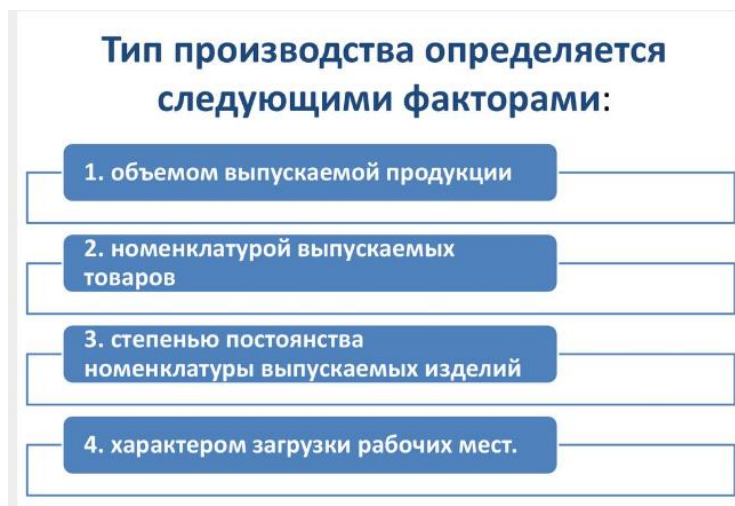 Тип производства определяется
следующими факторами:
1. объемом выпускаемой продукции
2. номенклатурой выпускаемых
товаров
3. степенью постоянства
номенклатуры выпускаемых изделий
4. характером загрузки рабочих мест.